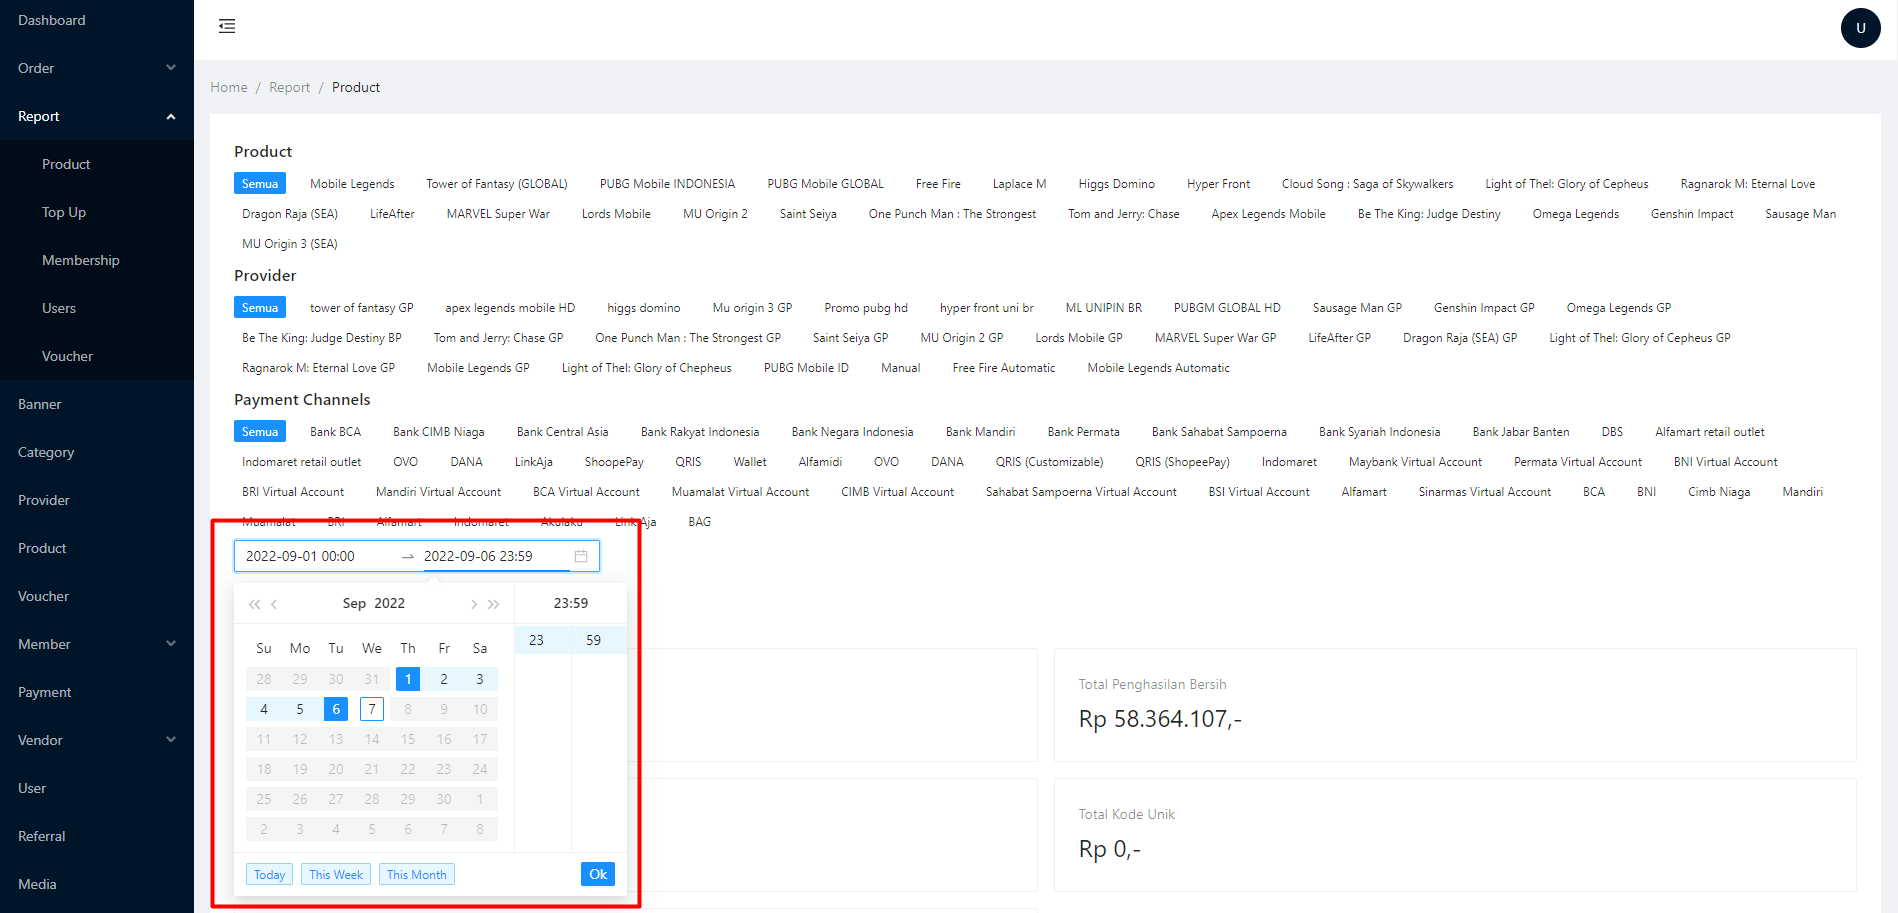 Dashboard
Order
Report
Product
Top Up
Membership
Users
Voucher
Banner
Category
Provider
Product
Voucher
Member
Payment
Vendor
User
Referral
Media
U
Home / Report / Product
Product
Semua Mobile Legends Tower of Fantasy (GLOBAL) PUBG Mobile INDONESIA PUBG Mobile GLOBAL Free Fire Laplace M Higgs Domino Hyper Front Cloud Song : Saga of Skywalkers Light of Thel: Glory of Cepheus Ragnarok M: Eternal Love
Dragon Raja (SEA) LifeAfter MARVEL Super War Lords Mobile MU Origin 2 Saint Seiya One Punch Man : The Strongest Tom and Jerry: Chase Apex Legends Mobile Be The King: Judge Destiny Omega Legends Genshin Impact Sausage Man
MU Origin 3 (SEA)
Provider
Semua tower of fantasy GP apex legends mobile HD higgs domino Mu origin 3 GP Promo pubg hd hyper front uni br ML UNIPIN BR PUBGM GLOBAL HD Sausage Man GP Genshin Impact GP Omega Legends GP
Be The King: Judge Destiny BP Tom and Jerry: Chase GP One Punch Man : The Strongest GP Saint Seiya GP MU Origin 2 GP Lords Mobile GP MARVEL Super War GP LifeAfter GP Dragon Raja (SEA) GP Light of Thel: Glory of Cepheus GP
Ragnarok M: Eternal Love GP Mobile Legends GP Light of Thel: Glory of Chepheus PUBG Mobile ID Manual Free Fire Automatic Mobile Legends Automatic
Payment Channels
Semua Bank BCA Bank CIMB Niaga Bank Central Asia Bank Rakyat Indonesia Bank Negara Indonesia Bank Mandiri Bank Permata Bank Sahabat Sampoerna Bank Syariah Indonesia Bank Jabar Banten DBS Alfamart retail outlet
Indomaret retail outlet OVO DANA LinkAja ShoopePay QRIS Wallet Alfamidi OVO DANA QRIS (Customizable) QRIS (ShopeePay) Indomaret Maybank Virtual Account Permata Virtual Account BNI Virtual Account
BRI Virtual Account Mandiri Virtual Account BCA Virtual Account Muamalat Virtual Account CIMB Virtual Account Sahabat Sampoerna Virtual Account BSI Virtual Account Alfamart Sinarmas Virtual Account BCA BNI Cimb Niaga Mandiri
Muamalat BRI Alfamart Indomaret Akulaku Link Aja BAG
2022-09-01 00:00 → 2022-09-06 23:59
Sep 2022 23:59
Su Mo Tu We Th Fr Sa
23 59
28 29 30 31 1 2 3
4 5 6 7 8 9 10
11 12 13 14 15 16 17
18 19 20 21 22 23 24
25 26 27 28 29 30 1
2 3 4 5 6 7 8
Today This Week This Month Ok
Total Penghasilan Bersih
Rp 58.364.107,-
Total Kode Unik
Rp 0,-